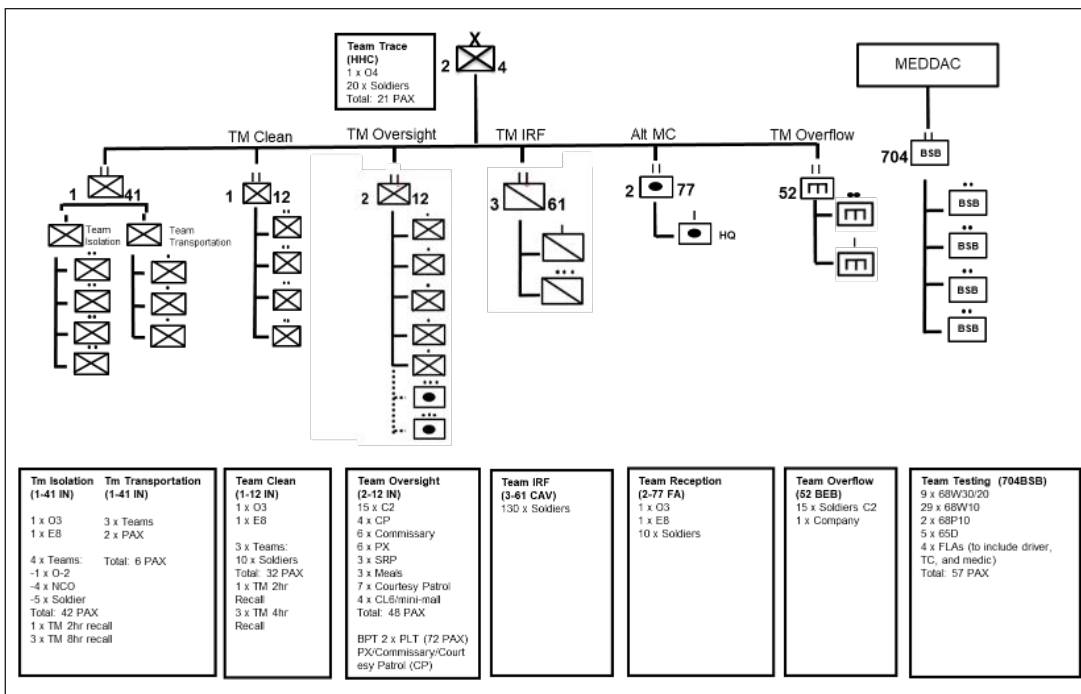 Team Trace
(HHC)
1 x O4
20 x Soldiers
Total: 21 PAX
X
2 4
MEDDAC
TM Clean
TM Oversight
TM IRF
Alt MC
TM Overflow
1 41
1 12
2 12
3 61
2 77
52
704 BSB
Team
Isolation
Team
Transportation
HQ
BSB
BSB
BSB
BSB
Tm Isolation
(1-41 IN)
1 x O3
1 x E8
4 x Teams:
-1 x O-2
-4 x NCO
-5 x Soldier
Total: 42 PAX
1 x TM 2hr recall
3 x TM 8hr recall
Tm Transportation
(1-41 IN)
3 x Teams
2 x PAX
Total: 6 PAX
Team Clean
(1-12 IN)
1 x O3
1 x E8
3 x Teams:
10 x Soldiers
Total: 32 PAX
1 x TM 2hr
Recall
3 x TM 4hr
Recall
Team Oversight
(2-12 IN)
15 x C2
4 x CP
6 x Commissary
6 x PX
3 x SRP
3 x Meals
7 x Courtesy Patrol
4 x CL6/mini-mall
Total: 48 PAX
BPT 2 x PLT (72 PAX)
PX/Commissary/Court
esy Patrol (CP)
Team IRF
(3-61 CAV)
130 x Soldiers
Team Reception
(2-77 FA)
1 x O3
1 x E8
10 x Soldiers
Team Overflow
(52 BEB)
15 x Soldiers C2
1 x Company
Team Testing (704BSB)
9 x 68W30/20
29 x 68W10
2 x 68P10
5 x 65D
4 x FLAs (to include driver,
TC, and medic)
Total: 57 PAX